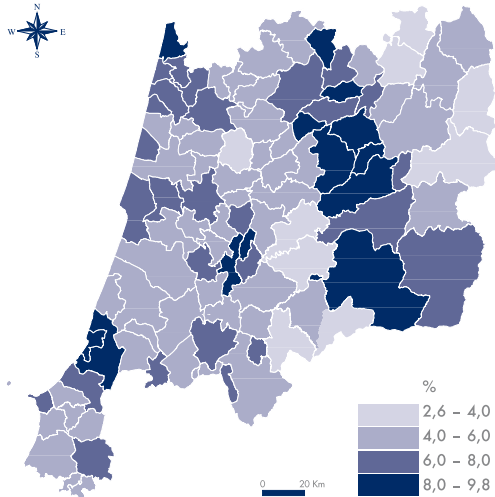 N
W E
S
%
2,6 – 4,0
4,0 – 6,0
6,0 – 8,0
8,0 – 9,8
0 20 Km